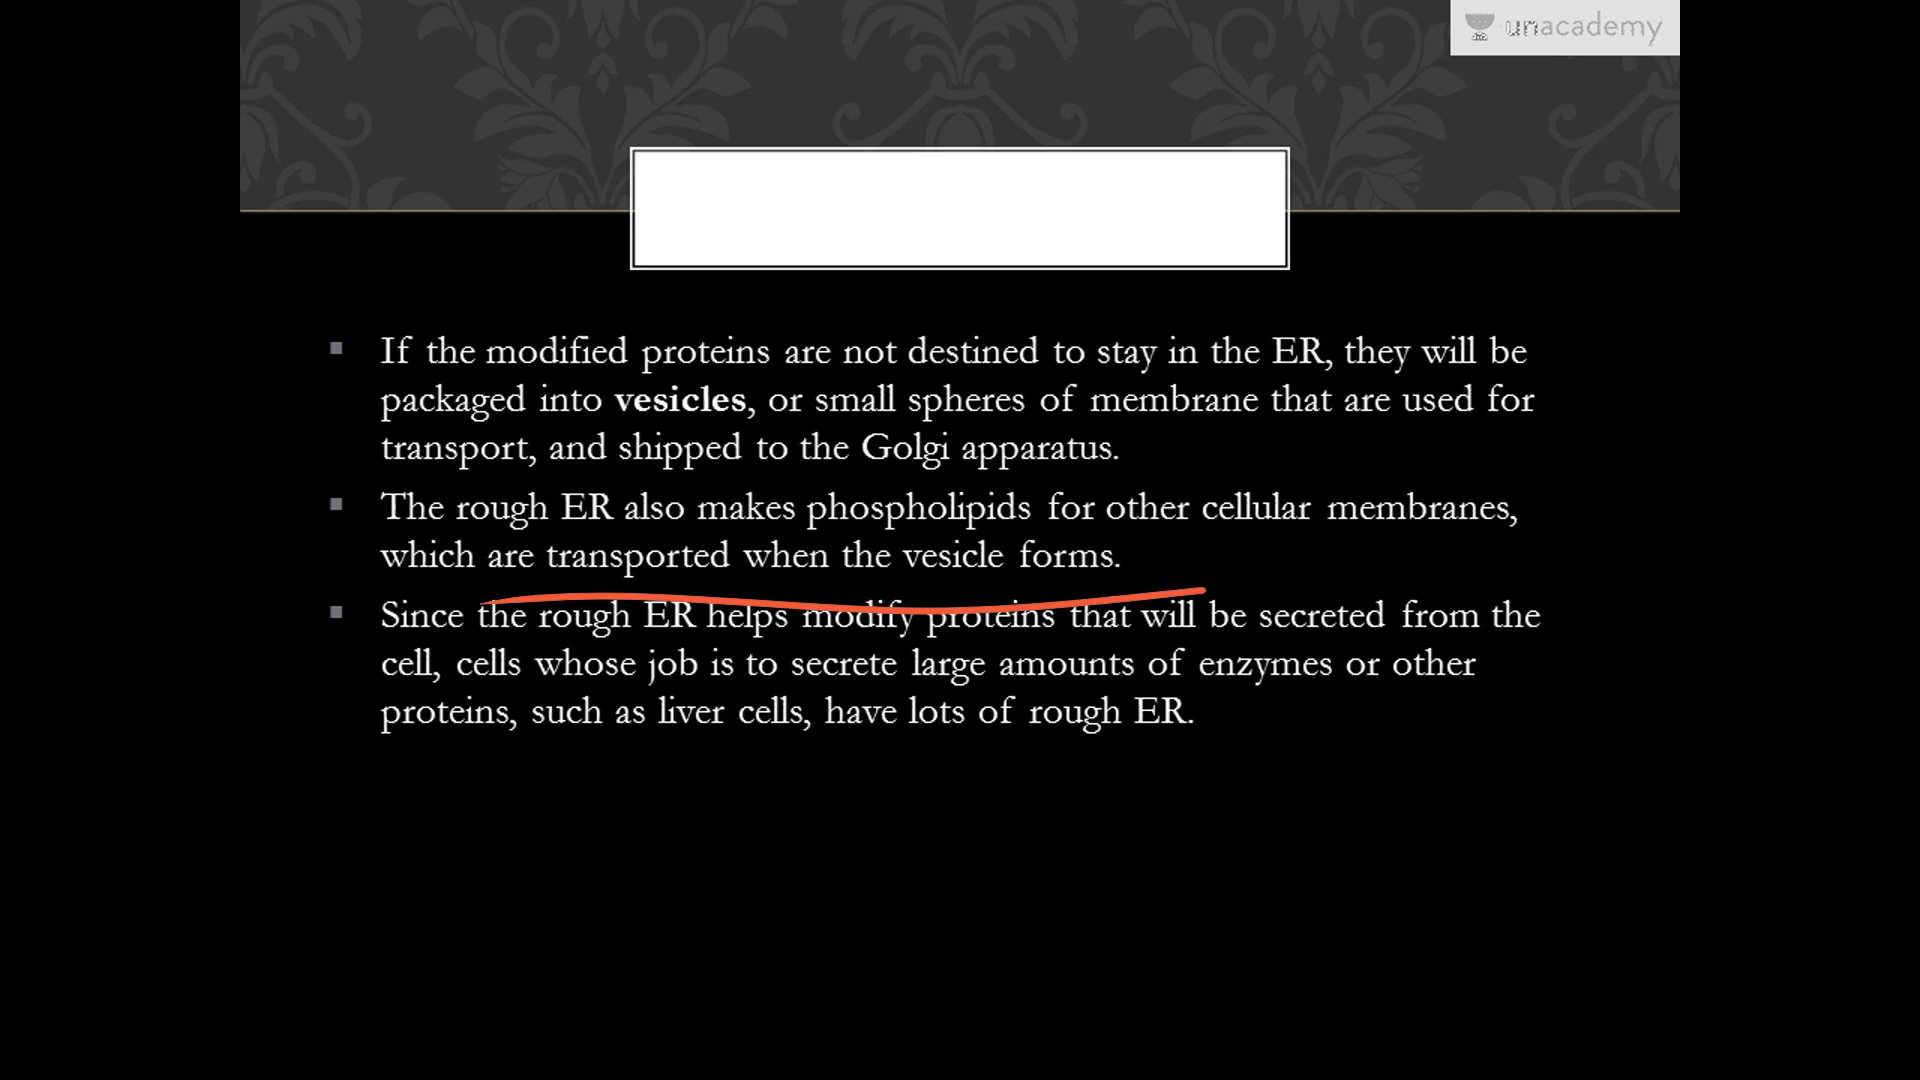 unacademy
If the modified proteins are not destined to stay in the ER, they will be
packaged into vesicles, or small spheres of membrane that are used for
transport, and shipped to the Golgi apparatus.
The rough ER also makes phospholipids for other cellular membranes,
which are transported when the vesicle forms.
Since the rough ER helps modify proteins that will be secreted from the
cell, cells whose job is to secrete large amounts of enzymes or other
proteins, such as liver cells, have lots of rough ER.